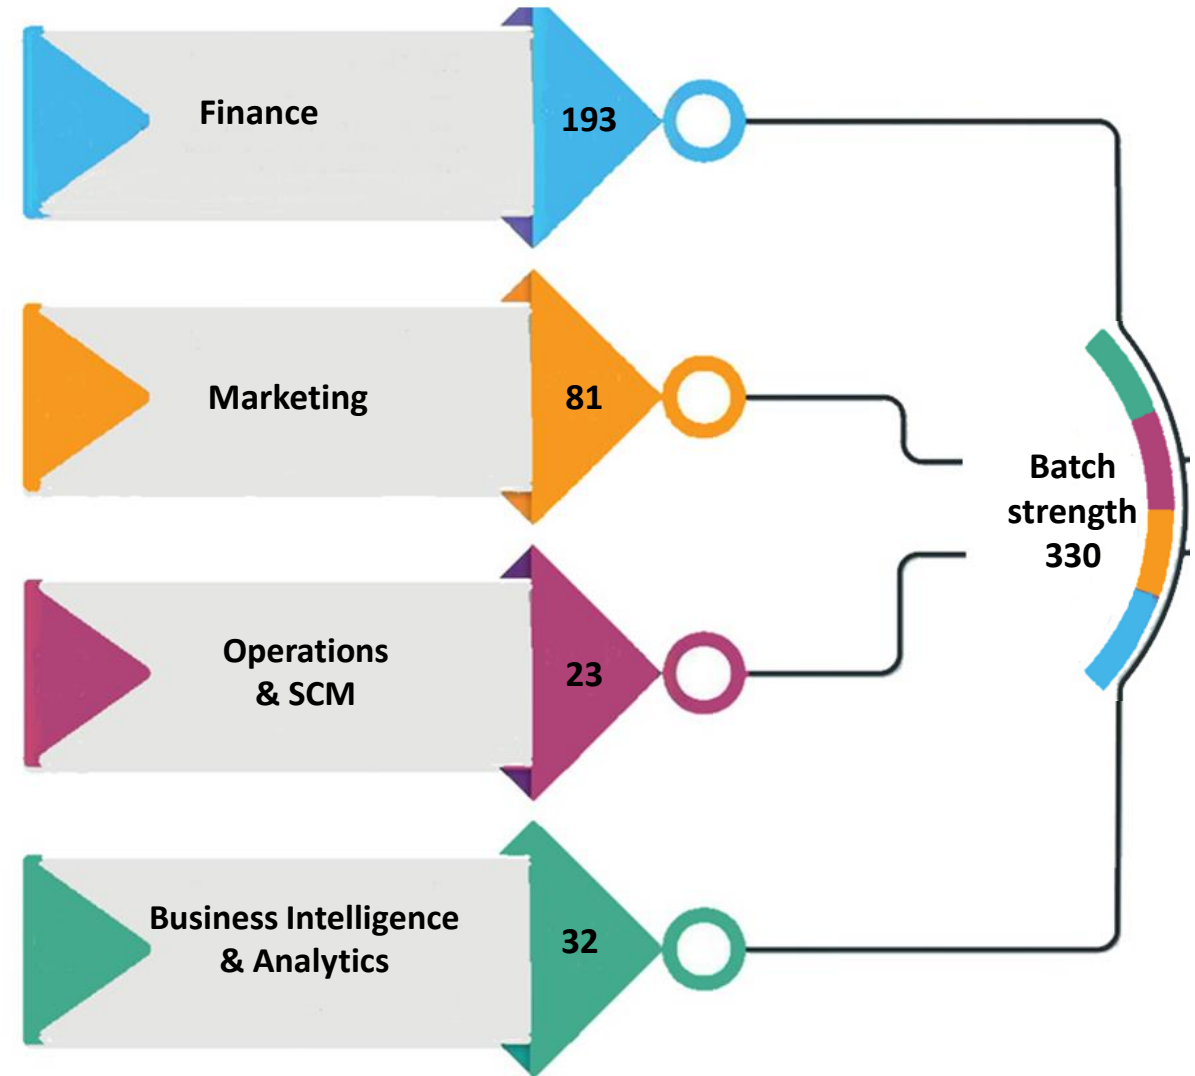 Finance
193
Marketing
81
Operations
& SCM
23
Business Intelligence
& Analytics
32
Batch
strength
330